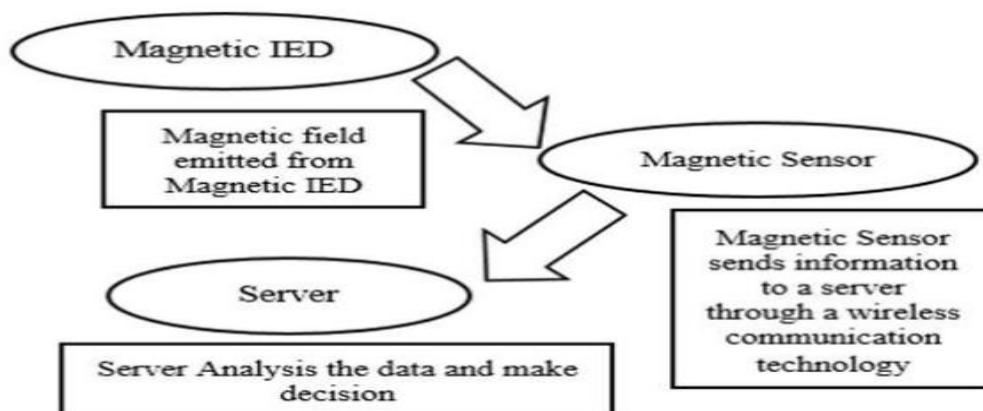 Magnetic IED
Magnetic field
emitted from
Magnetic IED
Magnetic Sensor
Magnetic Sensor
sends information
to a server
through a wireless
communication
technology
Server
Server Analysis the data and make
decision